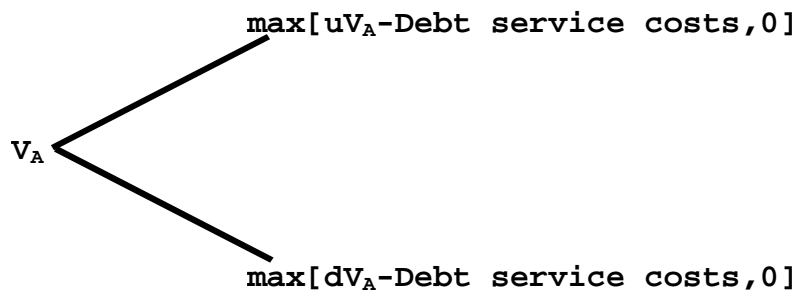 max[uVA-Debt service costs,0]
VA
max[dVA-Debt service costs,0]